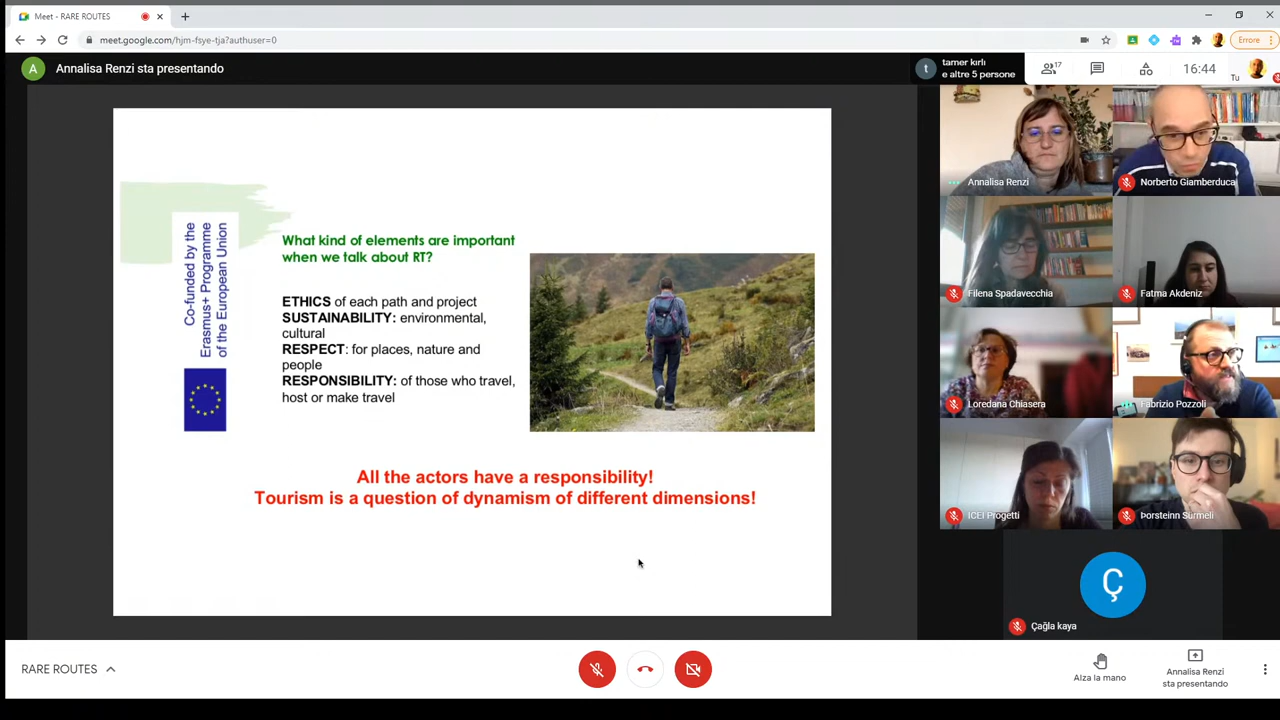 Meet - RARE ROUTES
meet.google.com/hjm-fsye-tja?authuser=0
Errore
A
Annalisa Renzi sta presentando
t
tamer kırlı
e altre 5 persone
17
16:44
Tu
Co-funded by the
Erasmus+ Programme
of the European Union
What kind of elements are important
when we talk about RT?
ETHICS of each path and project
SUSTAINABILITY: environmental,
cultural
RESPECT: for places, nature and
people
RESPONSIBILITY: of those who travel,
host or make travel
All the actors have a responsibility!
Tourism is a question of dynamism of different dimensions!
Annalisa Renzi
Norberto Giamberduca
Filena Spadavecchia
Fatma Akdeniz
Loredana Chiasera
Fabrizio Pozzoli
ICEI Progetti
Þorsteinn Sürmeli
Ç
Çağla kaya
RARE ROUTES
Alza la mano
Annalisa Renzi
sta presentando